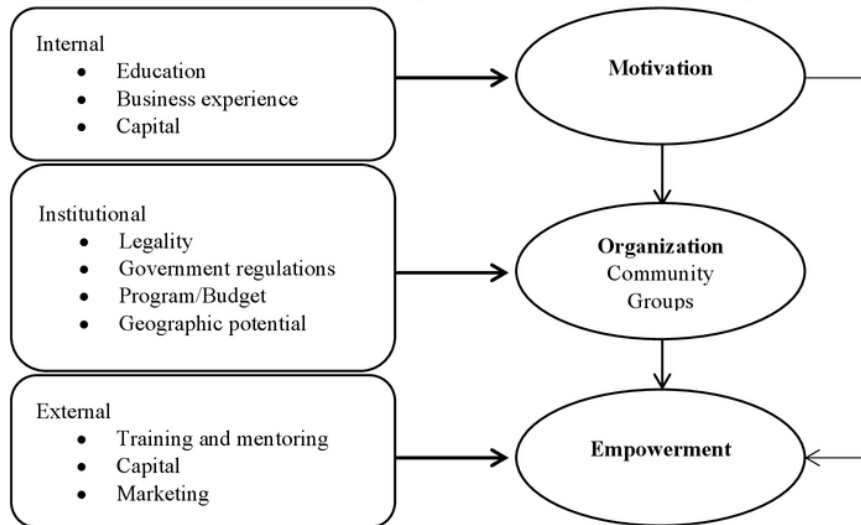 Internal
• Education
• Business experience
• Capital
Motivation
Institutional
• Legality
• Government regulations
• Program/Budget
• Geographic potential
Organization
Community
Groups
External
• Training and mentoring
• Capital
• Marketing
Empowerment